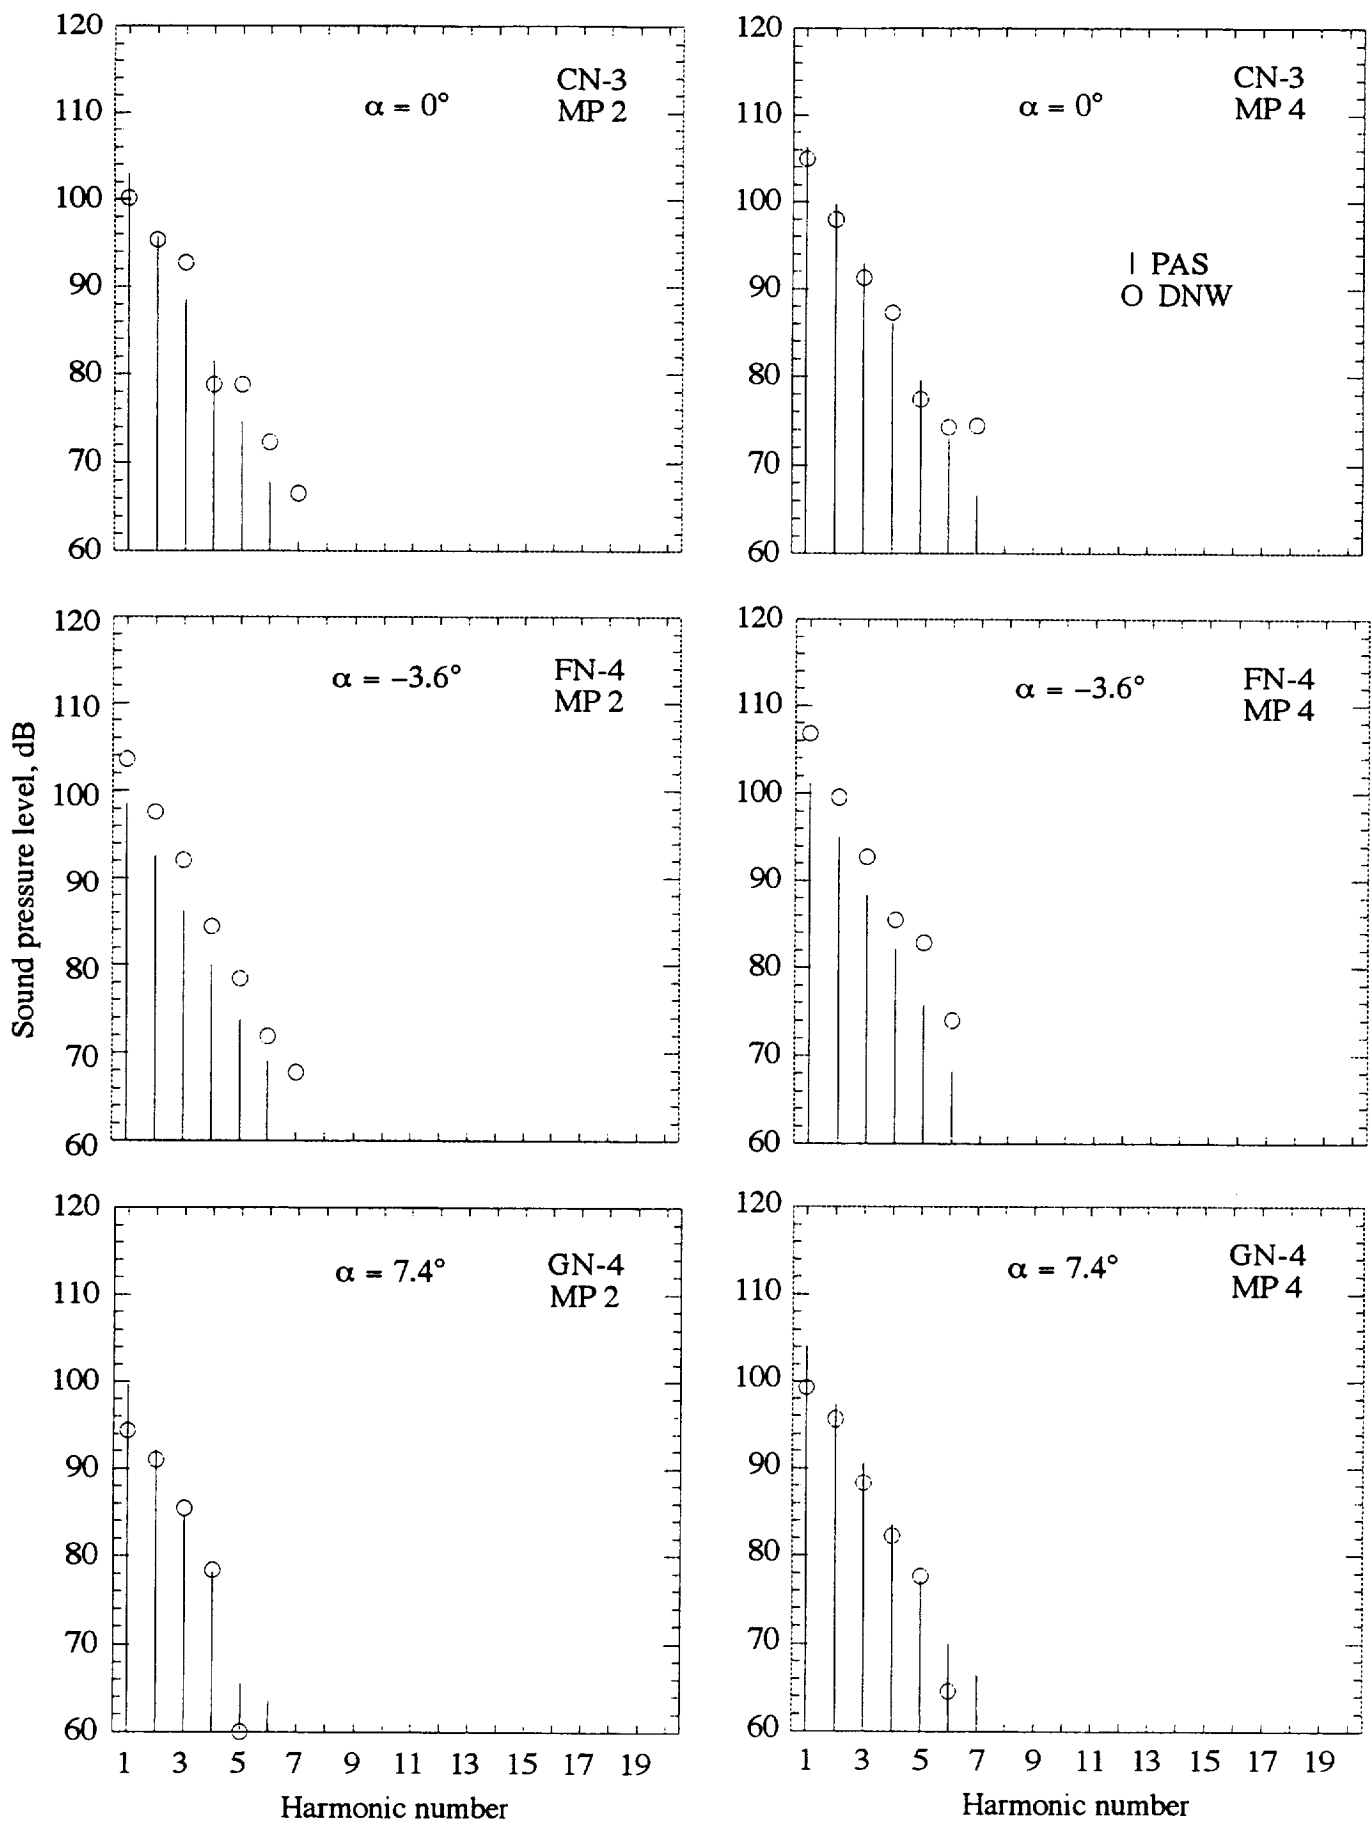 120
110
100
90
80
70
60
α = 0°
CN-3
MP 2
120
110
100
90
80
70
60
α = 0°
CN-3
MP 4
| PAS
O DNW
Sound pressure level, dB
120
110
100
90
80
70
60
α = –3.6°
FN-4
MP 2
120
110
100
90
80
70
60
α = –3.6°
FN-4
MP 4
120
110
100
90
80
70
60
α = 7.4°
GN-4
MP 2
1 3 5 7 9 11 13 15 17 19
Harmonic number
120
110
100
90
80
70
60
α = 7.4°
GN-4
MP 4
1 3 5 7 9 11 13 15 17 19
Harmonic number